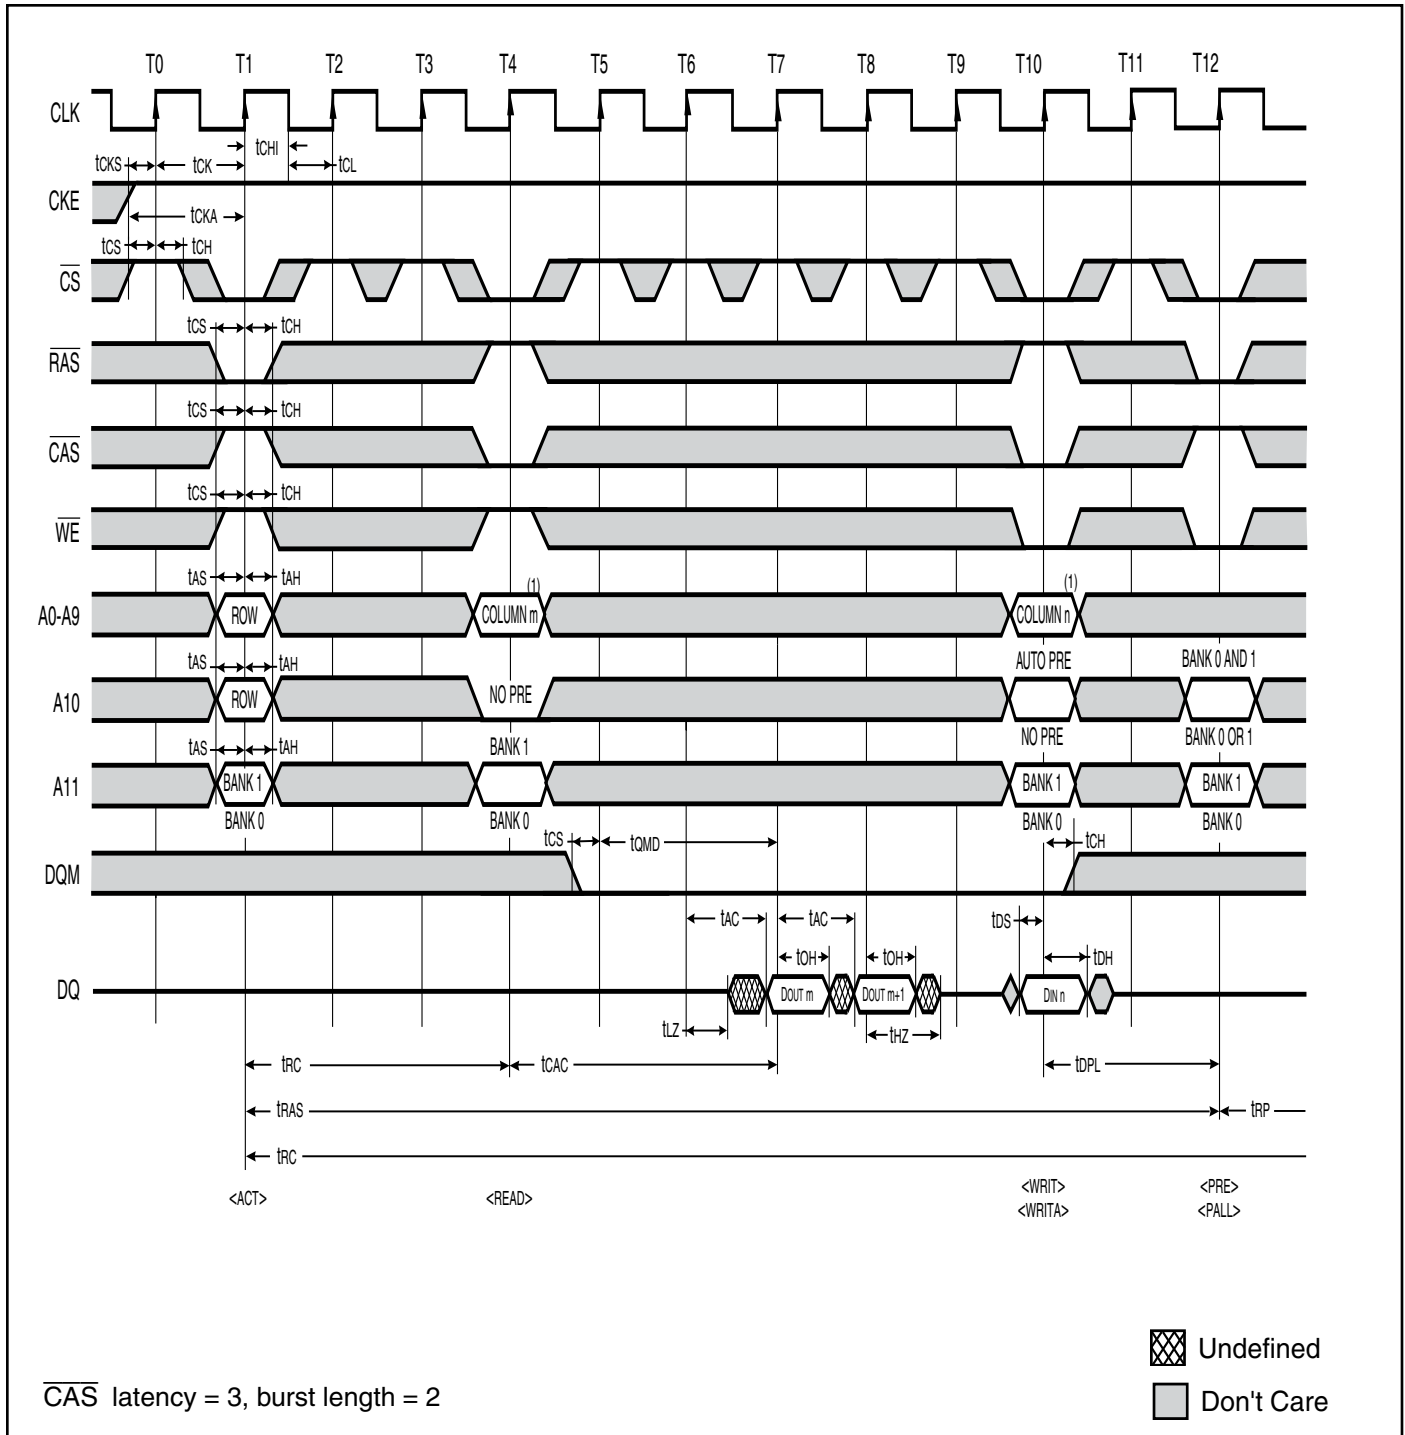 T0 T1 T2 T3 T4 T5 T6 T7 T8 T9 T10 T11 T12
CLK
tCHI
tCKS tCK tCL
CKE
tCKA
tCS tCH
CS
tCS tCH
RAS
tCS tCH
CAS
tCS tCH
WE
tAS tAH (1) (1)
A0-A9 ROW COLUMN m COLUMN n
tAS tAH AUTO PRE BANK 0 AND 1
A10 ROW NO PRE
NO PRE BANK 0 OR 1
tAS tAH BANK 1
A11 BANK 1 BANK 1 BANK 1
BANK 0 BANK 0 BANK 0 BANK 0
tCS tQMD tCH
DQM
tAC tAC tDS
tOH tOH tDH
DQ DOUT m DOUT m+1 DIN n
tLZ tHZ
tRC tCAC tDPL
tRAS tRP
tRC
<ACT> <READ> <WRIT> <PRE>
<WRITA> <PALL>
Undefined
CAS latency = 3, burst length = 2 Don't Care